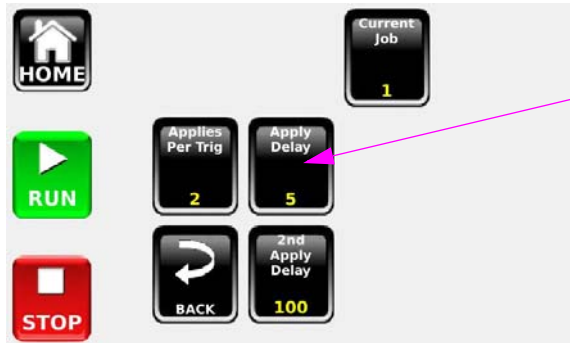 HOME
Current
Job
1
RUN
Applies
Per Trig
2
Apply
Delay
5
STOP
BACK
2nd
Apply
Delay
100